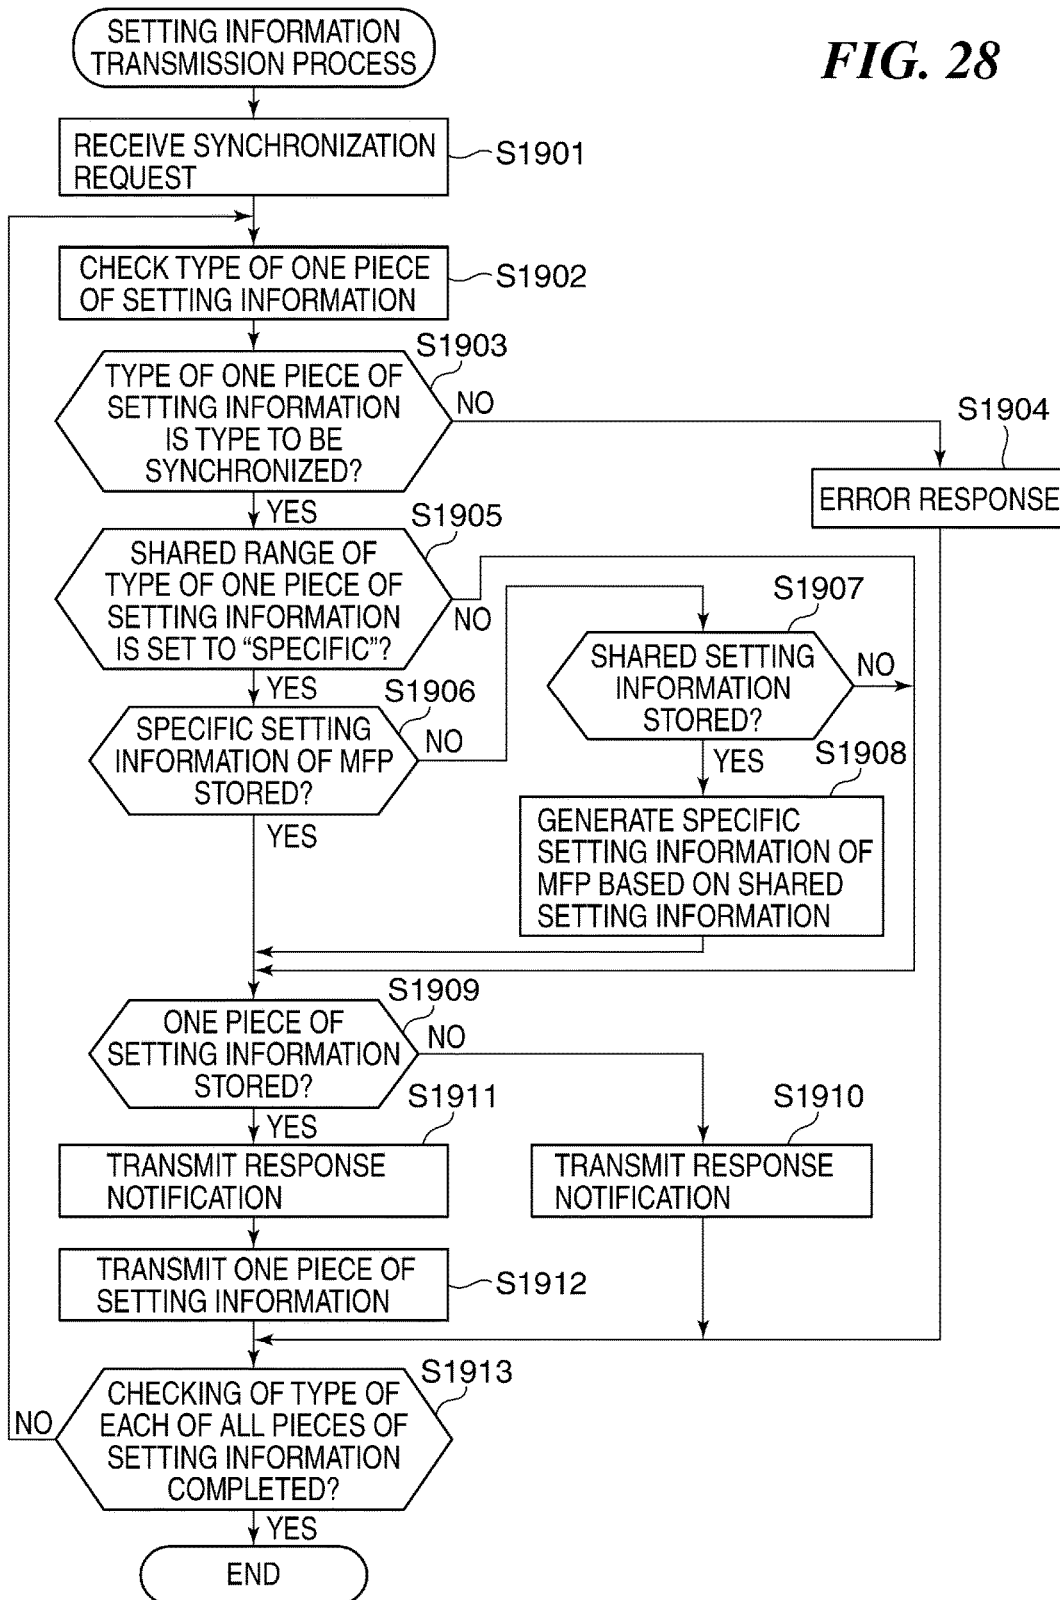 SETTING INFORMATION
TRANSMISSION PROCESS
FIG. 28
RECEIVE SYNCHRONIZATION
REQUEST
S1901
CHECK TYPE OF ONE PIECE
OF SETTING INFORMATION
S1902
S1903
TYPE OF ONE PIECE OF
SETTING INFORMATION
IS TYPE TO BE
SYNCHRONIZED?
NO
S1904
ERROR RESPONSE
YES
S1905
SHARED RANGE OF
TYPE OF ONE PIECE OF
SETTING INFORMATION
IS SET TO “SPECIFIC”?
NO
YES
S1906
SPECIFIC SETTING
INFORMATION OF MFP
STORED?
NO
S1907
SHARED SETTING
INFORMATION
STORED?
NO
YES
S1908
GENERATE SPECIFIC
SETTING INFORMATION OF
MFP BASED ON SHARED
SETTING INFORMATION
YES
S1909
ONE PIECE OF
SETTING INFORMATION
STORED?
NO
S1910
TRANSMIT RESPONSE
NOTIFICATION
YES
S1911
TRANSMIT RESPONSE
NOTIFICATION
TRANSMIT ONE PIECE OF
SETTING INFORMATION
S1912
S1913
CHECKING OF TYPE OF
EACH OF ALL PIECES OF
SETTING INFORMATION
COMPLETED?
NO
YES
END